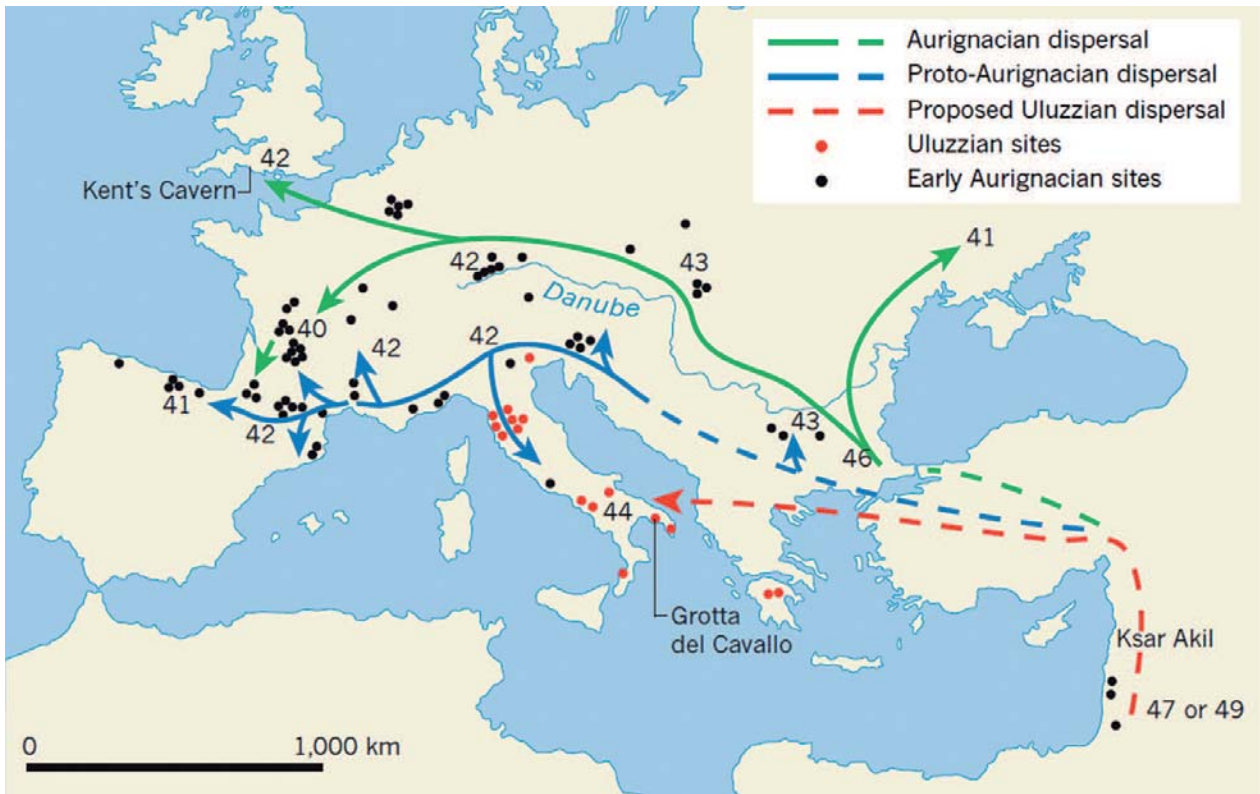 Aurignacian dispersal
Proto-Aurignacian dispersal
Proposed Uluzzian dispersal
Uluzzian sites
Early Aurignacian sites
42
Kent's Cavern
41
42
43
Danube
40
42
42
41
42
43
46
44
Grotta
del Cavallo
Ksar Akil
47 or 49
0
1,000 km